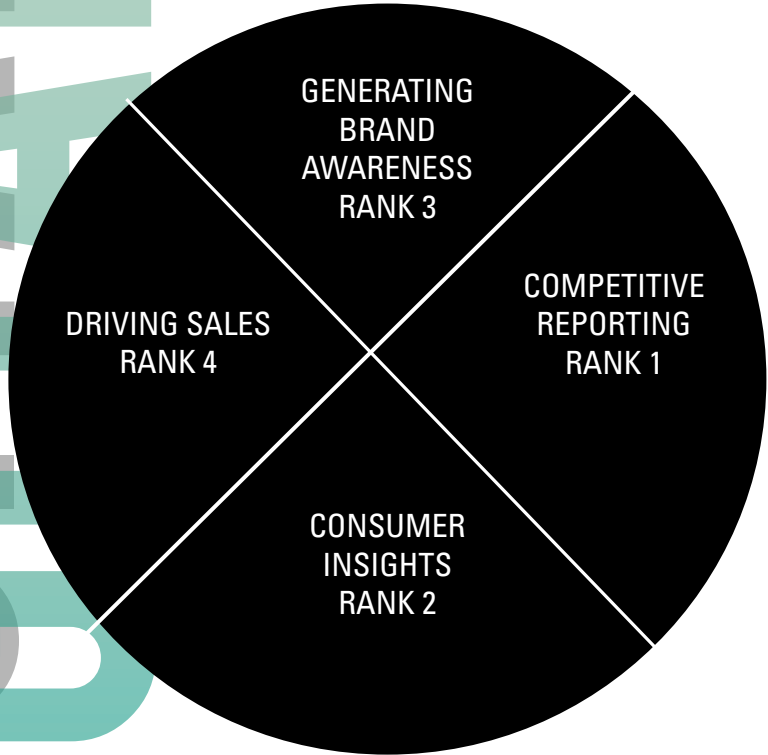 GENERATING
BRAND
AWARENESS
RANK 3
COMPETITIVE
REPORTING
RANK 1
DRIVING SALES
RANK 4
CONSUMER
INSIGHTS
RANK 2